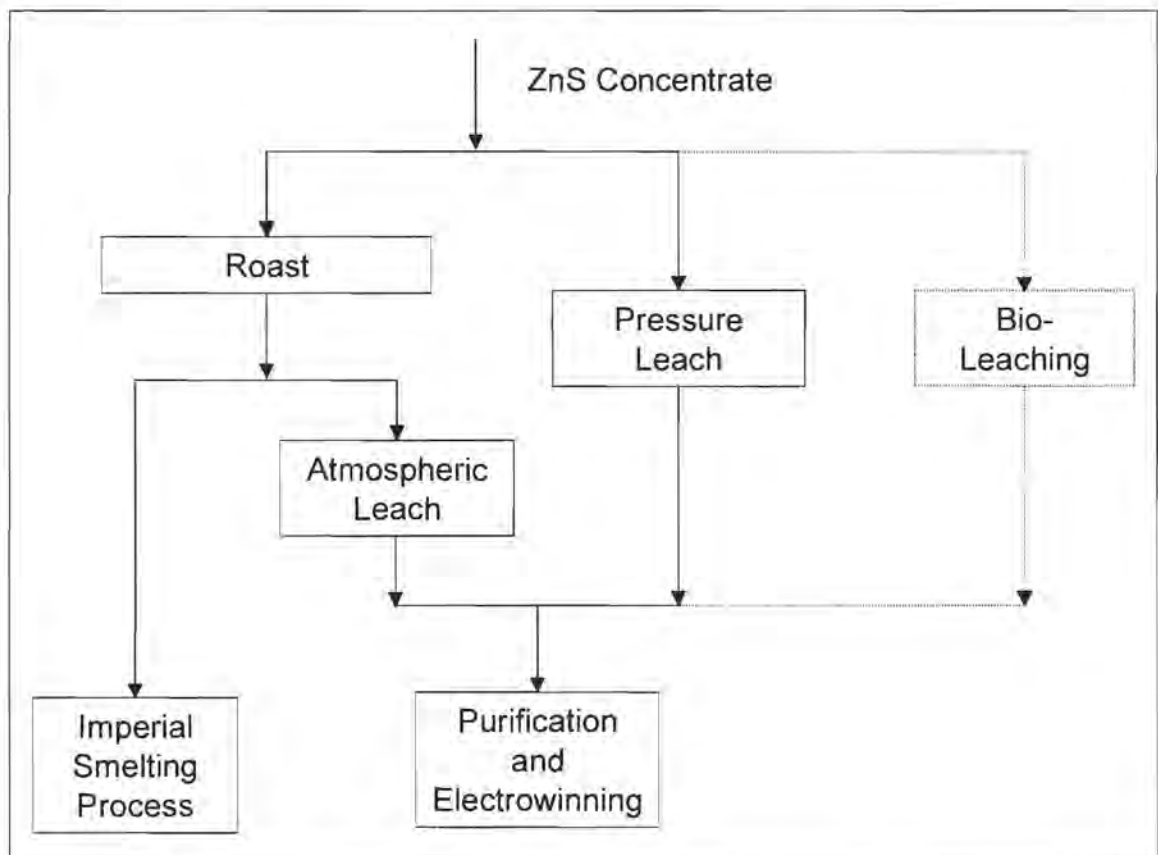 ZnS Concentrate
Roast
Pressure
Leach
Bio-
Leaching
Atmospheric
Leach
Imperial
Smelting
Process
Purification
and
Electrowinning